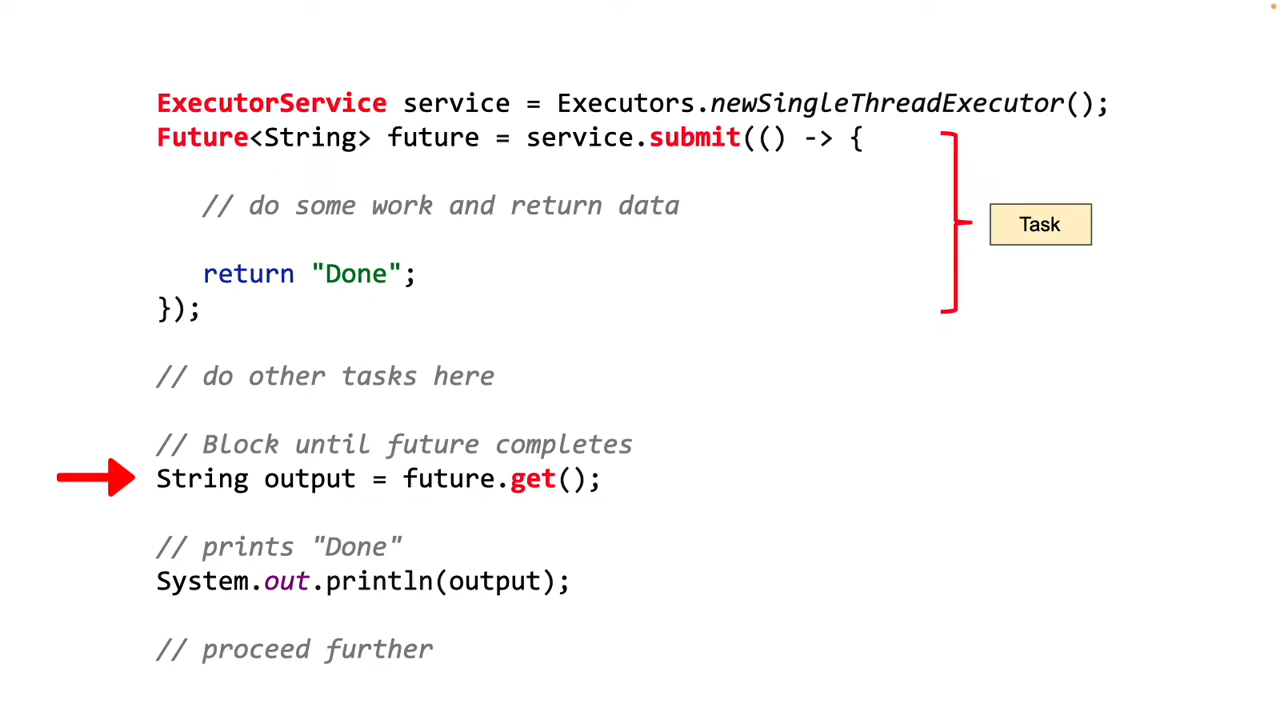 ExecutorService service = Executors.newSingleThreadExecutor();
Future<String> future = service.submit(() -> {
// do some work and return data
Task
return "Done";
});
// do other tasks here
// Block until future completes
String output = future.get();
// prints "Done"
System.out.println(output);
// proceed further